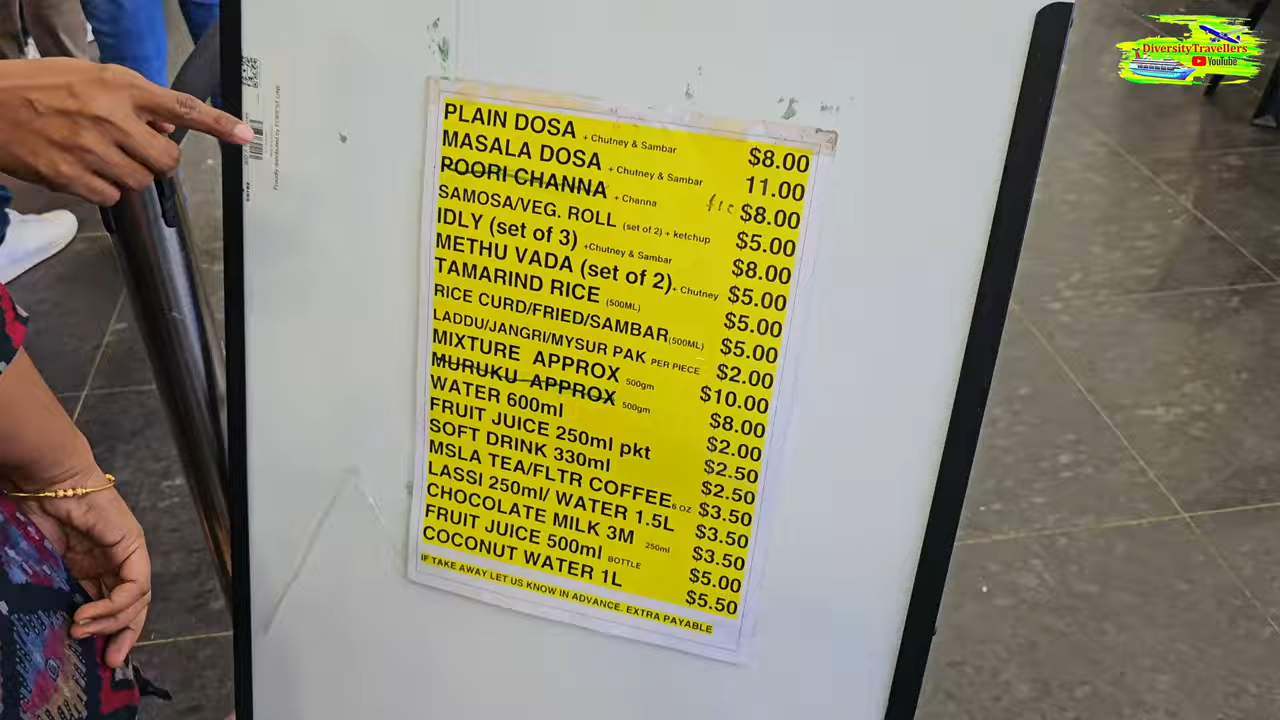 DiversityTravellers
YouTube
PLAIN DOSA + Chutney & Sambar $8.00
MASALA DOSA + Chutney & Sambar 11.00
POORI CHANNA + Channa $8.00
SAMOSA/VEG. ROLL (set of 2) + ketchup $5.00
IDLY (set of 3) +Chutney & Sambar $8.00
METHU VADA (set of 2)+ Chutney $5.00
TAMARIND RICE (500ML) $5.00
RICE CURD/FRIED/SAMBAR(500ML) $5.00
LADDU/JANGRI/MYSUR PAK PER PIECE $2.00
MIXTURE APPROX 500gm $10.00
MURUKU APPROX 500gm $8.00
WATER 600ml $2.00
FRUIT JUICE 250ml pkt $2.50
SOFT DRINK 330ml $2.50
MSLA TEA/FLTR COFFEE 6 OZ $3.50
LASSI 250ml/ WATER 1.5L $3.50
CHOCOLATE MILK 3M 250ml $3.50
FRUIT JUICE 500ml BOTTLE $5.00
COCONUT WATER 1L $5.50
IF TAKE AWAY LET US KNOW IN ADVANCE. EXTRA PAYABLE